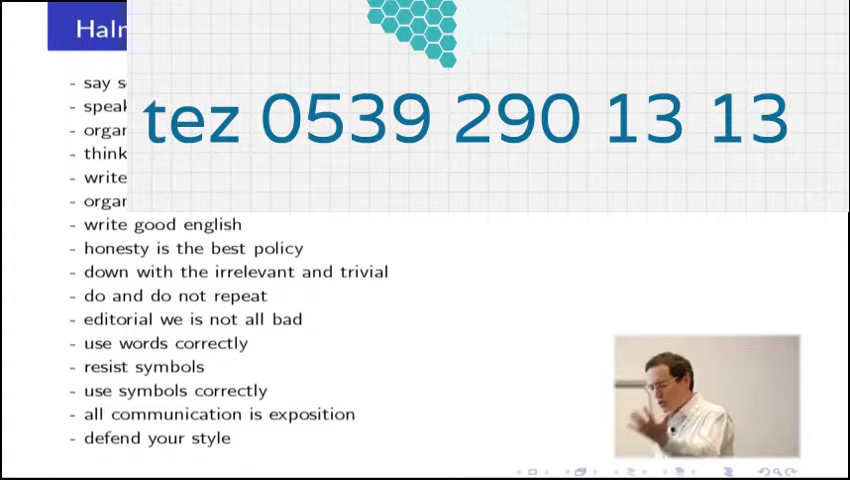 Haln
tez 0539 290 13 13
- say s
- speak
- organ
- think
- write
- organ
- write good english
- honesty is the best policy
- down with the irrelevant and trivial
- do and do not repeat
- editorial we is not all bad
- use words correctly
- resist symbols
- use symbols correctly
- all communication is exposition
- defend your style